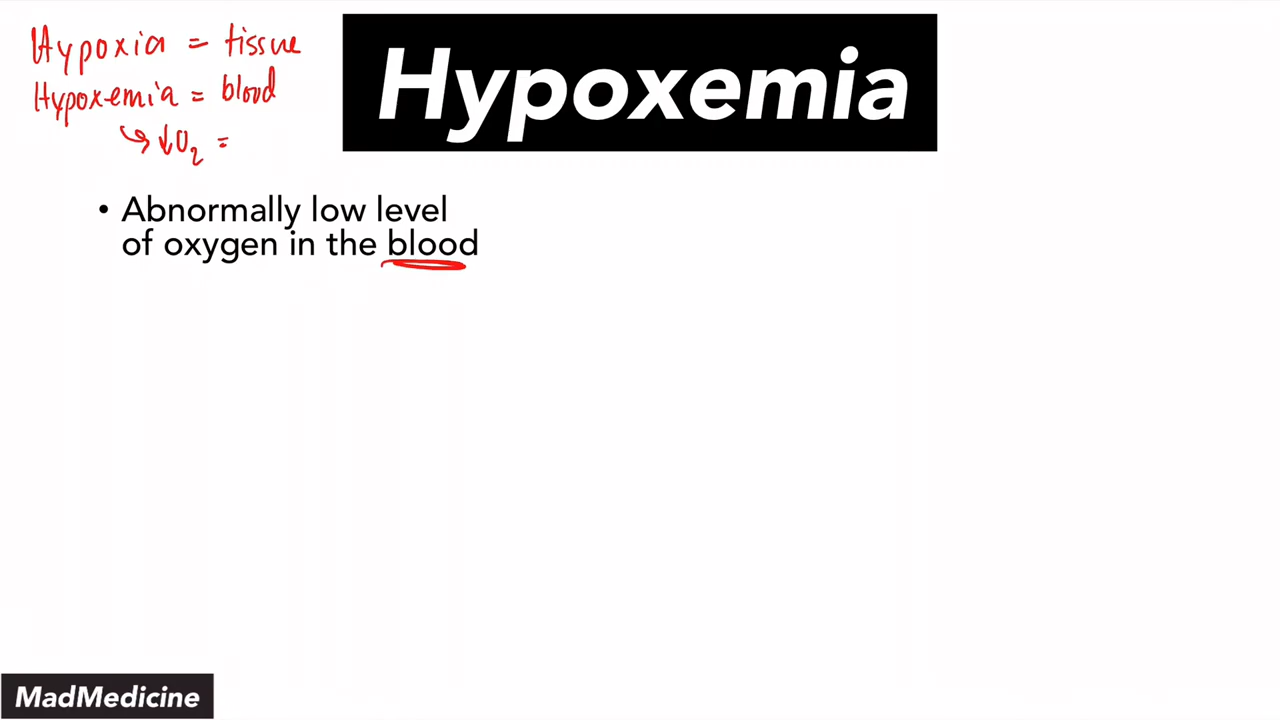 Hypoxia = tissue
Hypoxemia = blood
↳ ↓O₂ =
Hypoxemia
• Abnormally low level
of oxygen in the blood
MadMedicine